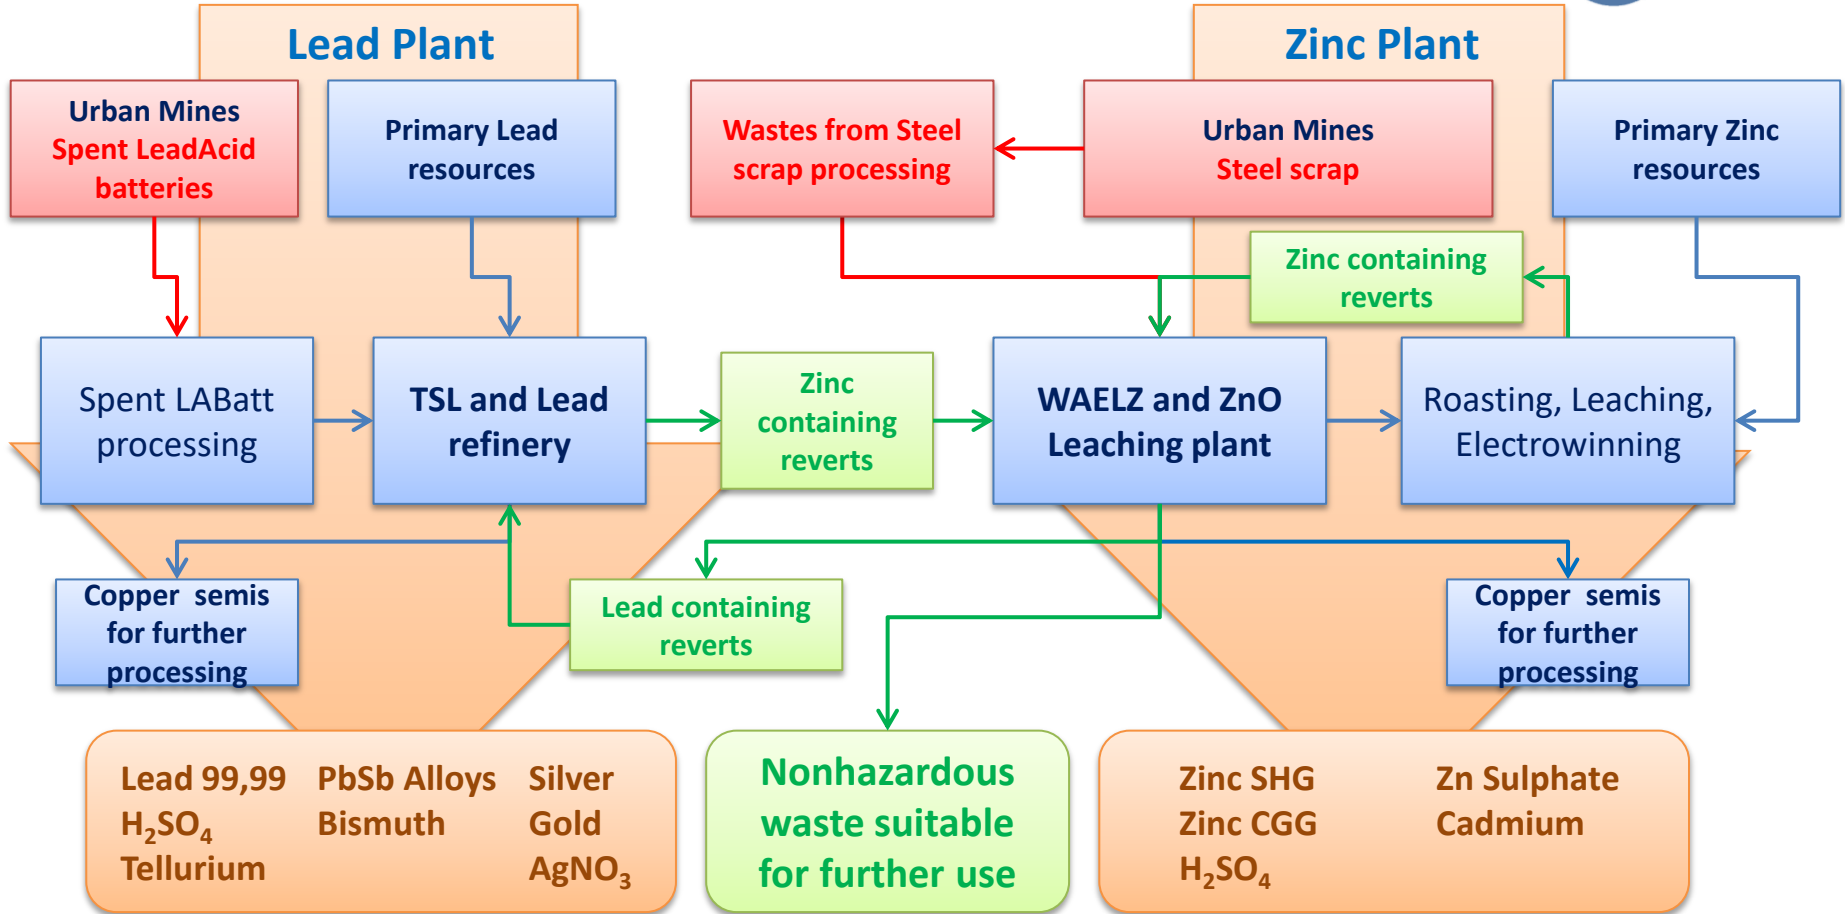 Lead Plant
Zinc Plant
Urban Mines
Spent LeadAcid
batteries
Primary Lead
resources
Wastes from Steel
scrap processing
Urban Mines
Steel scrap
Primary Zinc
resources
Zinc containing
reverts
Spent LABatt
processing
TSL and Lead
refinery
Zinc
containing
reverts
WAELZ and ZnO
Leaching plant
Roasting, Leaching,
Electrowinning
Copper semis
for further
processing
Lead containing
reverts
Copper semis
for further
processing
Lead 99,99 PbSb Alloys Silver
H₂SO₄ Bismuth Gold
Tellurium AgNO₃
Nonhazardous
waste suitable
for further use
Zinc SHG Zn Sulphate
Zinc CGG Cadmium
H₂SO₄